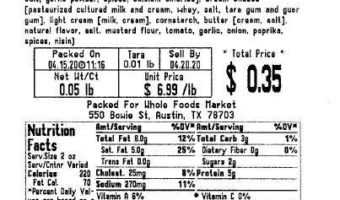 salt, garlic powder, spices, calcium chloride), cream cheese
[pasteurized cultured milk and cream, whey, salt, tara gum and guar
gum], light cream [milk, cream], cornstarch, butter [cream, salt],
natural flavor, salt, mustard flour, tomato, garlic, onion, paprika,
spices, nisin)
Packed On Tare Sell By * Total Price *
04.15.20@11:16 0.01 lb 04.20.20
Net Wt/Ct Unit Price $ 0.35
0.05 lb $ 6.99 /lb
Packed For Whole Foods Market
550 Bowie St, Austin, TX 78703
Nutrition Facts
Serv.Size 2 oz
Serv/Cntnr Varied
Calories 220
Fat Cal 70
*Percent Daily Val-
Amt/Serving %DV* Amt/Serving %DV*
Total Fat 8.0g 12% Total Carb 3g 1%
Sat. Fat 5.0g 25% Dietary Fiber 0g 0%
Trans Fat 0.0g Sugars 2g
Cholest. 25mg 8% Protein 5g
Sodium 270mg 11%
Vitamin A 6% * Vitamin C 0%